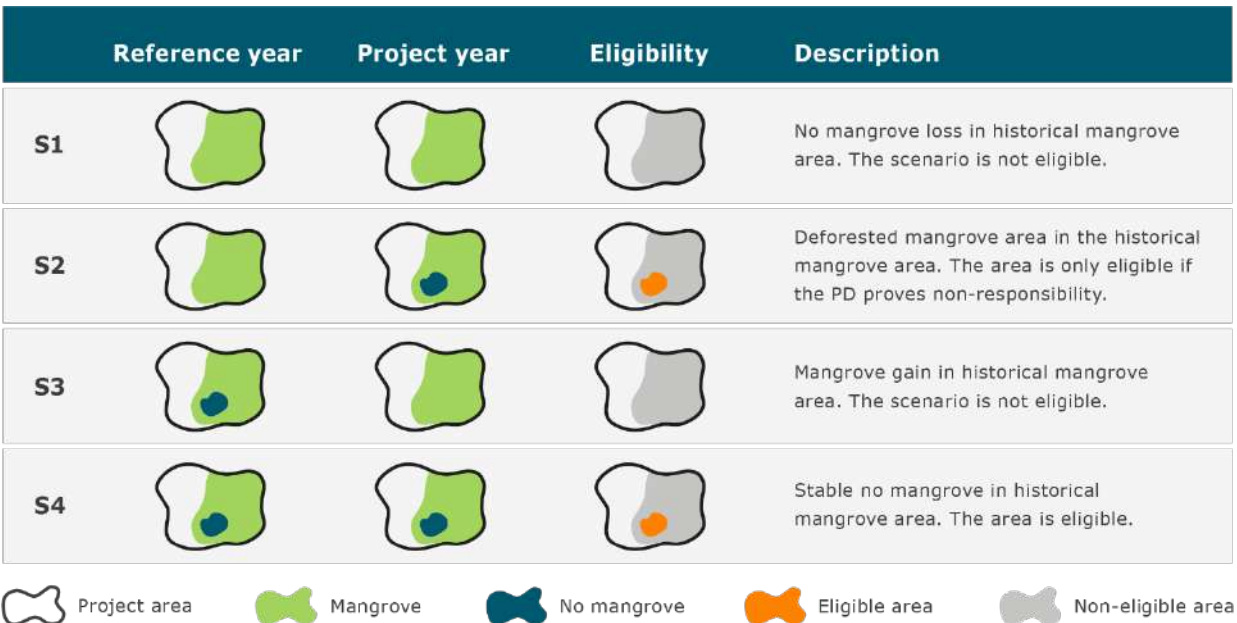 Reference year Project year Eligibility Description
S1
No mangrove loss in historical mangrove
area. The scenario is not eligible.
S2
Deforested mangrove area in the historical
mangrove area. The area is only eligible if
the PD proves non-responsibility.
S3
Mangrove gain in historical mangrove
area. The scenario is not eligible.
S4
Stable no mangrove in historical
mangrove area. The area is eligible.
Project area Mangrove No mangrove Eligible area Non-eligible area